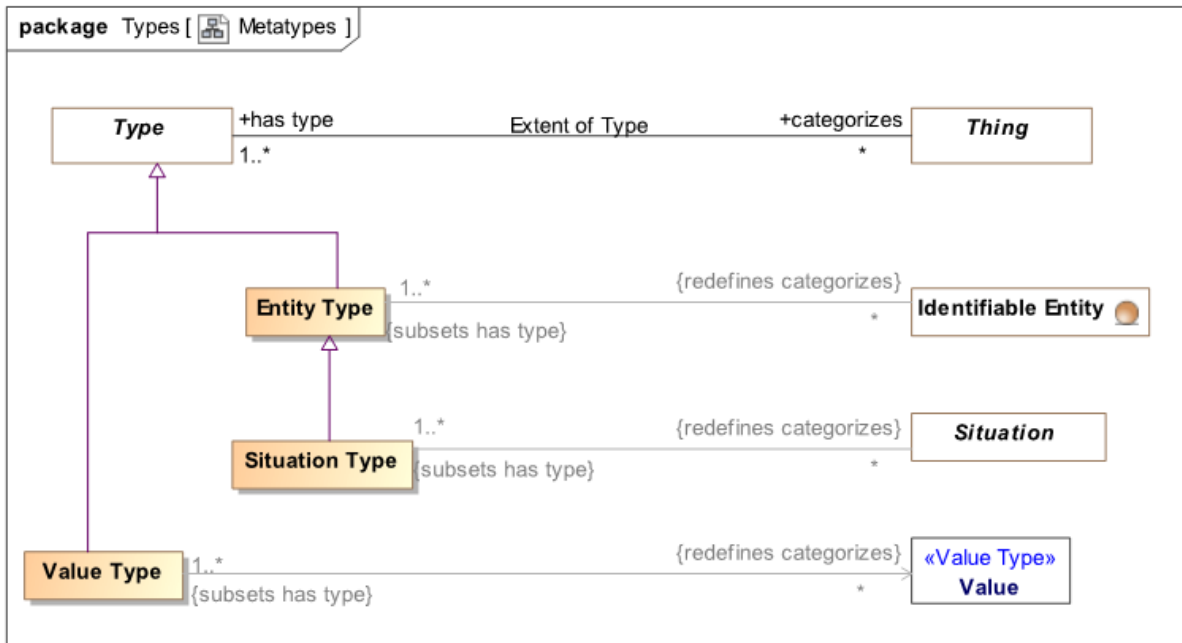 package Types [ Metatypes ]
Type
+has type
Extent of Type
+categorizes
Thing
1..*
*
Entity Type
1..*
{redefines categorizes}
Identifiable Entity
{subsets has type}
*
Situation Type
1..*
{redefines categorizes}
Situation
{subsets has type}
*
Value Type
1..*
{redefines categorizes}
«Value Type»
Value
{subsets has type}
*